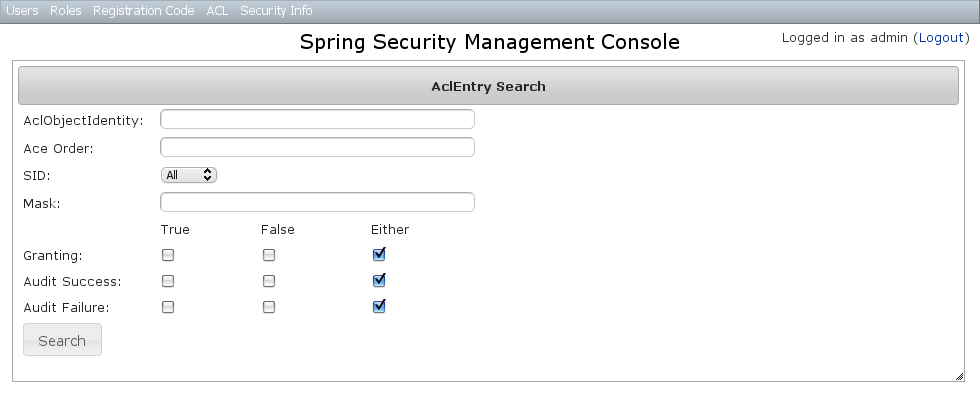 Users Roles Registration Code ACL Security Info
Spring Security Management Console
Logged in as admin (Logout)
AclEntry Search
AclObjectIdentity:
Ace Order:
SID: All
Mask:
True False Either
Granting:
Audit Success:
Audit Failure:
Search